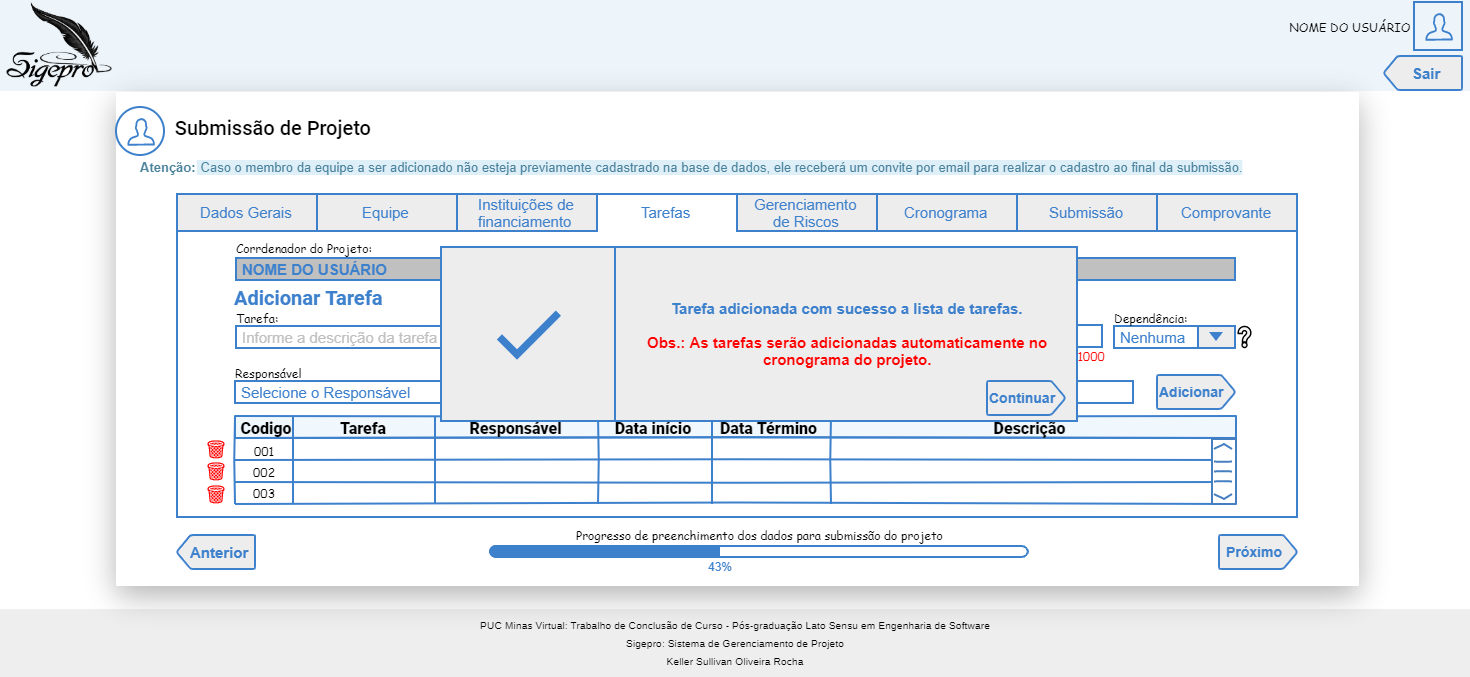 Sigepro
NOME DO USUÁRIO
Sair
Submissão de Projeto
Atenção: Caso o membro da equipe a ser adicionado não esteja previamente cadastrado na base de dados, ele receberá um convite por email para realizar o cadastro ao final da submissão.
Dados Gerais
Equipe
Instituições de
financiamento
Tarefas
Gerenciamento
de Riscos
Cronograma
Submissão
Comprovante
Corrdenador do Projeto:
NOME DO USUÁRIO
Adicionar Tarefa
Tarefa:
Informe a descrição da tarefa
Dependência:
Nenhuma
?
1000
Responsável
Selecione o Responsável
Adicionar
Tarefa adicionada com sucesso a lista de tarefas.
Obs.: As tarefas serão adicionadas automaticamente no
cronograma do projeto.
Continuar
Codigo Tarefa Responsável Data início Data Término Descrição
001
002
003
Anterior
Progresso de preenchimento dos dados para submissão do projeto
43%
Próximo
PUC Minas Virtual: Trabalho de Conclusão de Curso - Pós-graduação Lato Sensu em Engenharia de Software
Sigepro: Sistema de Gerenciamento de Projeto
Keller Sullivan Oliveira Rocha